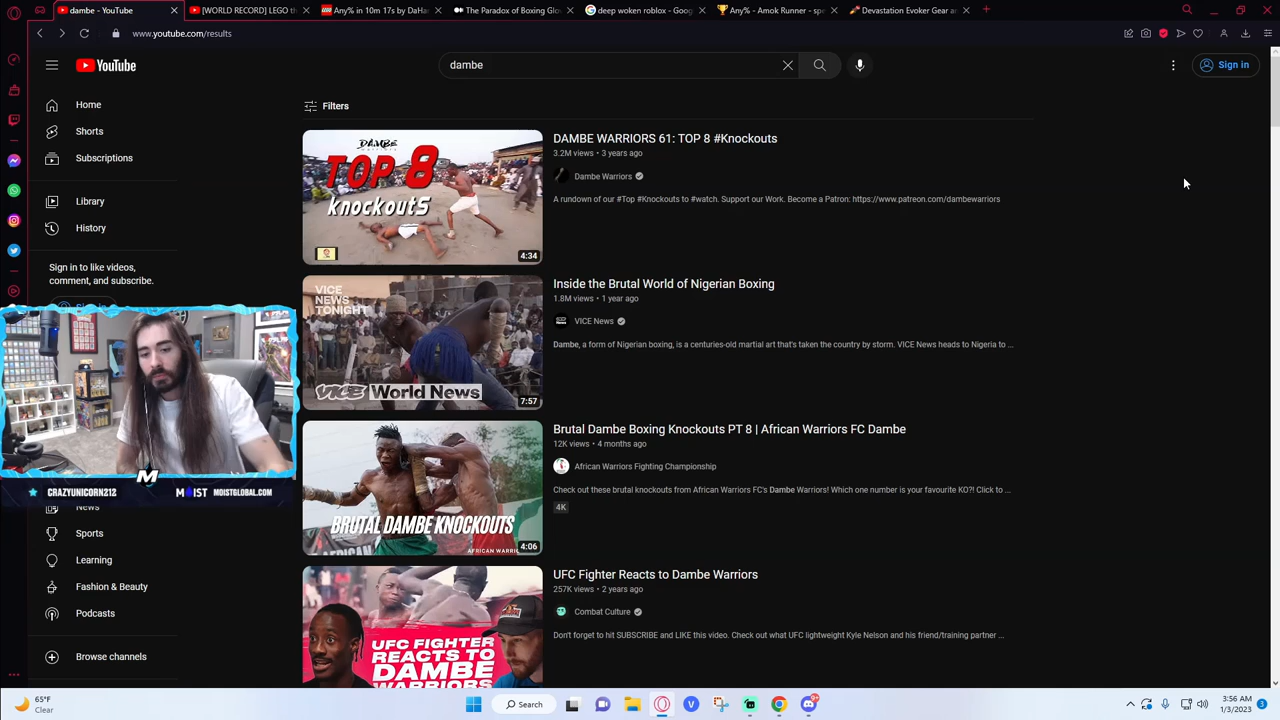 dambe - YouTube
[WORLD RECORD] LEGO th
Any% in 10m 17s by DaHa
The Paradox of Boxing Glo
deep woken roblox - Goog
Any% - Amok Runner - spe
Devastation Evoker Gear a
www.youtube.com/results
YouTube
dambe
Sign in
Home
Shorts
Subscriptions
Library
History
Sign in to like videos,
comment, and subscribe.
Filters
DAMBE
WARRIORS
TOP 8
knockoutS
4:34
DAMBE WARRIORS 61: TOP 8 #Knockouts
3.2M views • 3 years ago
Dambe Warriors
A rundown of our #Top #Knockouts to #watch. Support our Work. Become a Patron: https://www.patreon.com/dambewarriors
VICE
NEWS
TONIGHT
VICE World News
7:57
Inside the Brutal World of Nigerian Boxing
1.8M views • 1 year ago
VICE News
Dambe, a form of Nigerian boxing, is a centuries-old martial art that's taken the country by storm. VICE News heads to Nigeria to ...
BRUTAL DAMBE KNOCKOUTS
AFRICAN WARRI
4:06
Brutal Dambe Boxing Knockouts PT 8 | African Warriors FC Dambe
12K views • 4 months ago
African Warriors Fighting Championship
Check out these brutal knockouts from African Warriors FC's Dambe Warriors! Which one number is your favourite KO?! Click to ...
4K
UFC FIGHTER
REACTS TO
DAMBE
WARRIORS
UFC Fighter Reacts to Dambe Warriors
257K views • 2 years ago
Combat Culture
Don't forget to hit SUBSCRIBE and LIKE this video. Check out what UFC lightweight Kyle Nelson and his friend/training partner ...
M
CRAZYUNICORN212
MOIST
MOISTGLOBAL.COM
News
Sports
Learning
Fashion & Beauty
Podcasts
Browse channels
65°F
Clear
Search
9+
3:56 AM
1/3/2023
3